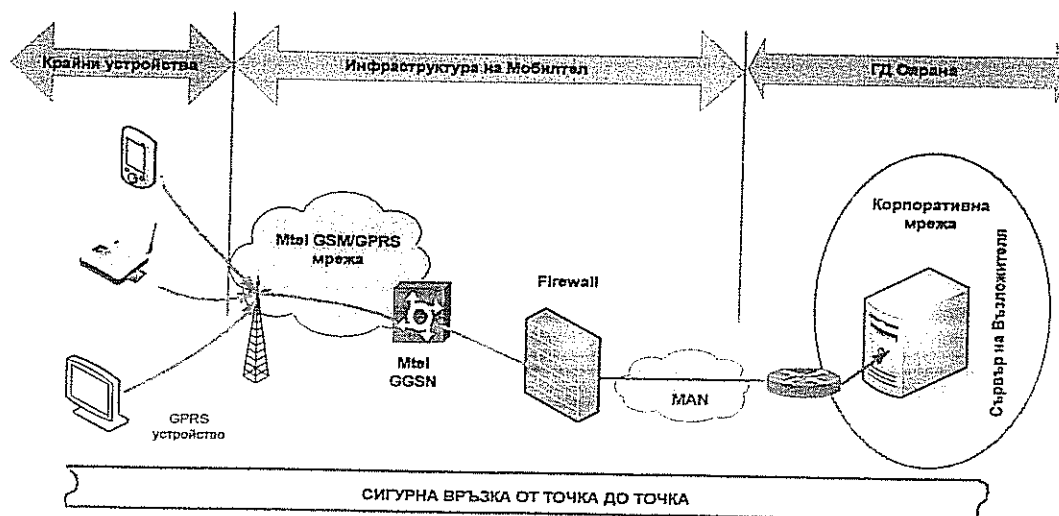 Крайни устройства
Инфраструктура на Мобилтел
ГД Охрана
Mtel GSM/GPRS
мрежа
Корпоративна
мрежа
Сървър на Възложителя
Firewall
Mtel
GGSN
MAN
GPRS
устройство
СИГУРНА ВРЪЗКА ОТ ТОЧКА ДО ТОЧКА